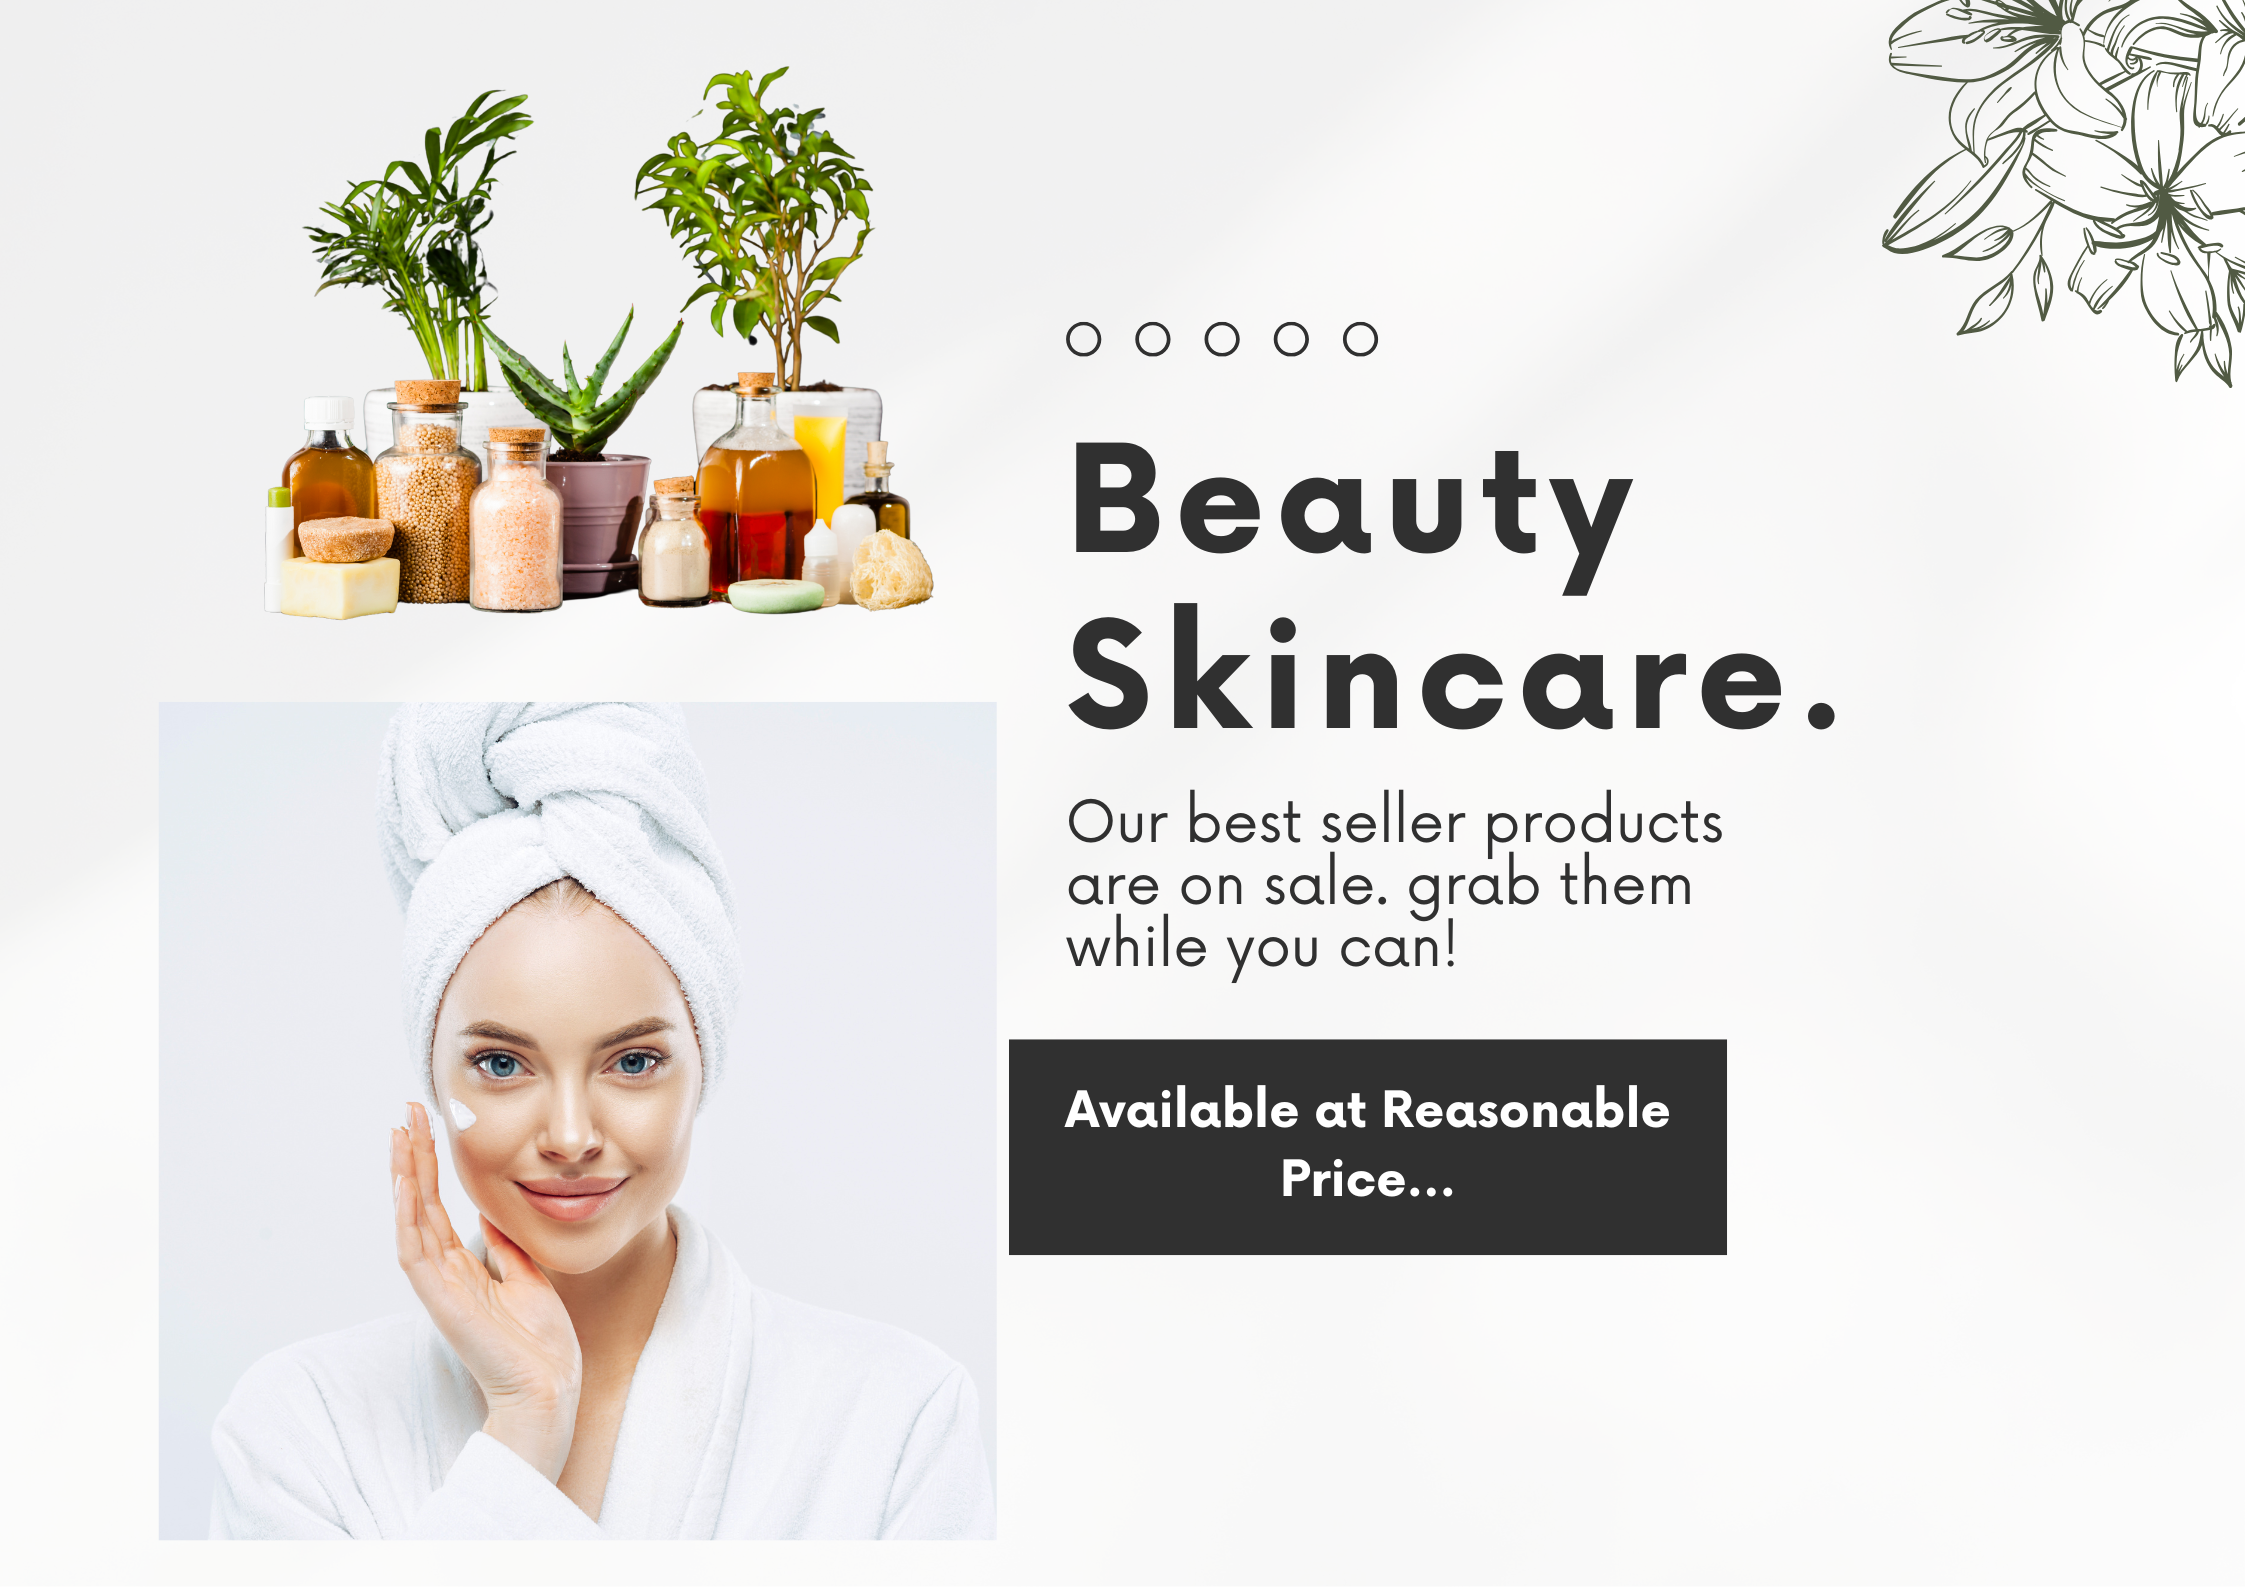 Beauty
Skincare.
Our best seller products
are on sale. grab them
while you can!
Available at Reasonable
Price...